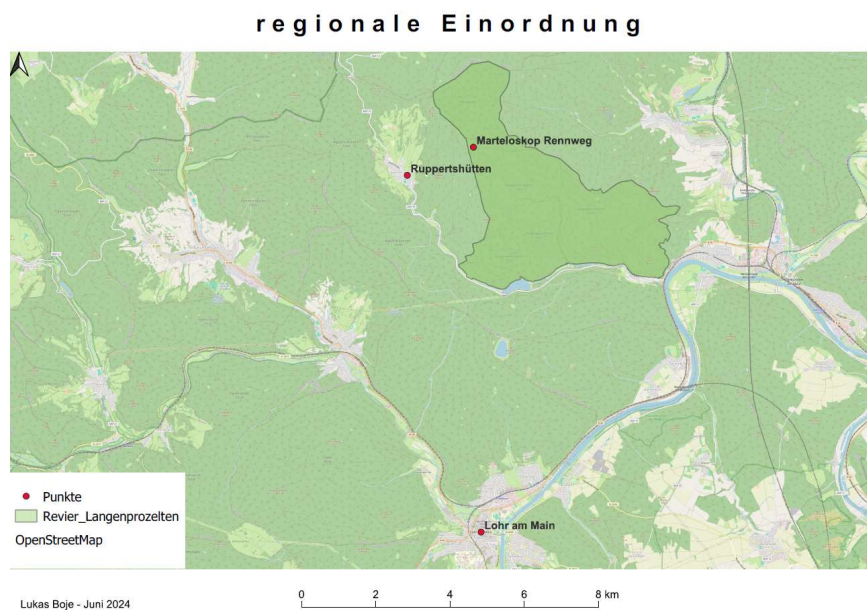 regionale Einordnung
Marteloskop Rennweg
Ruppertshütten
Lohr am Main
Punkte
Revier_Langenprozelten
OpenStreetMap
0 2 4 6 8 km
Lukas Boje - Juni 2024